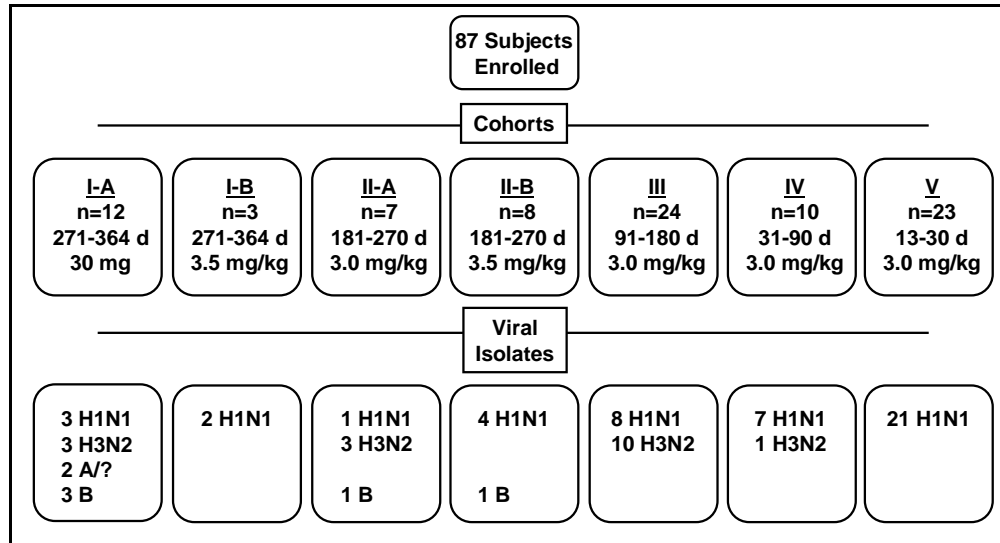 87 Subjects
Enrolled
Cohorts
I-A
n=12
271-364 d
30 mg
I-B
n=3
271-364 d
3.5 mg/kg
II-A
n=7
181-270 d
3.0 mg/kg
II-B
n=8
181-270 d
3.5 mg/kg
III
n=24
91-180 d
3.0 mg/kg
IV
n=10
31-90 d
3.0 mg/kg
V
n=23
13-30 d
3.0 mg/kg
Viral
Isolates
3 H1N1
3 H3N2
2 A/?
3 B
2 H1N1
1 H1N1
3 H3N2
1 B
4 H1N1
1 B
8 H1N1
10 H3N2
7 H1N1
1 H3N2
21 H1N1